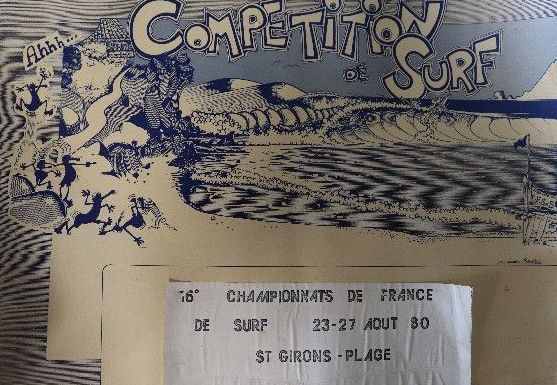 Ahhh...
COMPETITION
DE SURF
16° CHAMPIONNATS DE FRANCE
DE SURF 23-27 AOUT 80
ST GIRONS-PLAGE